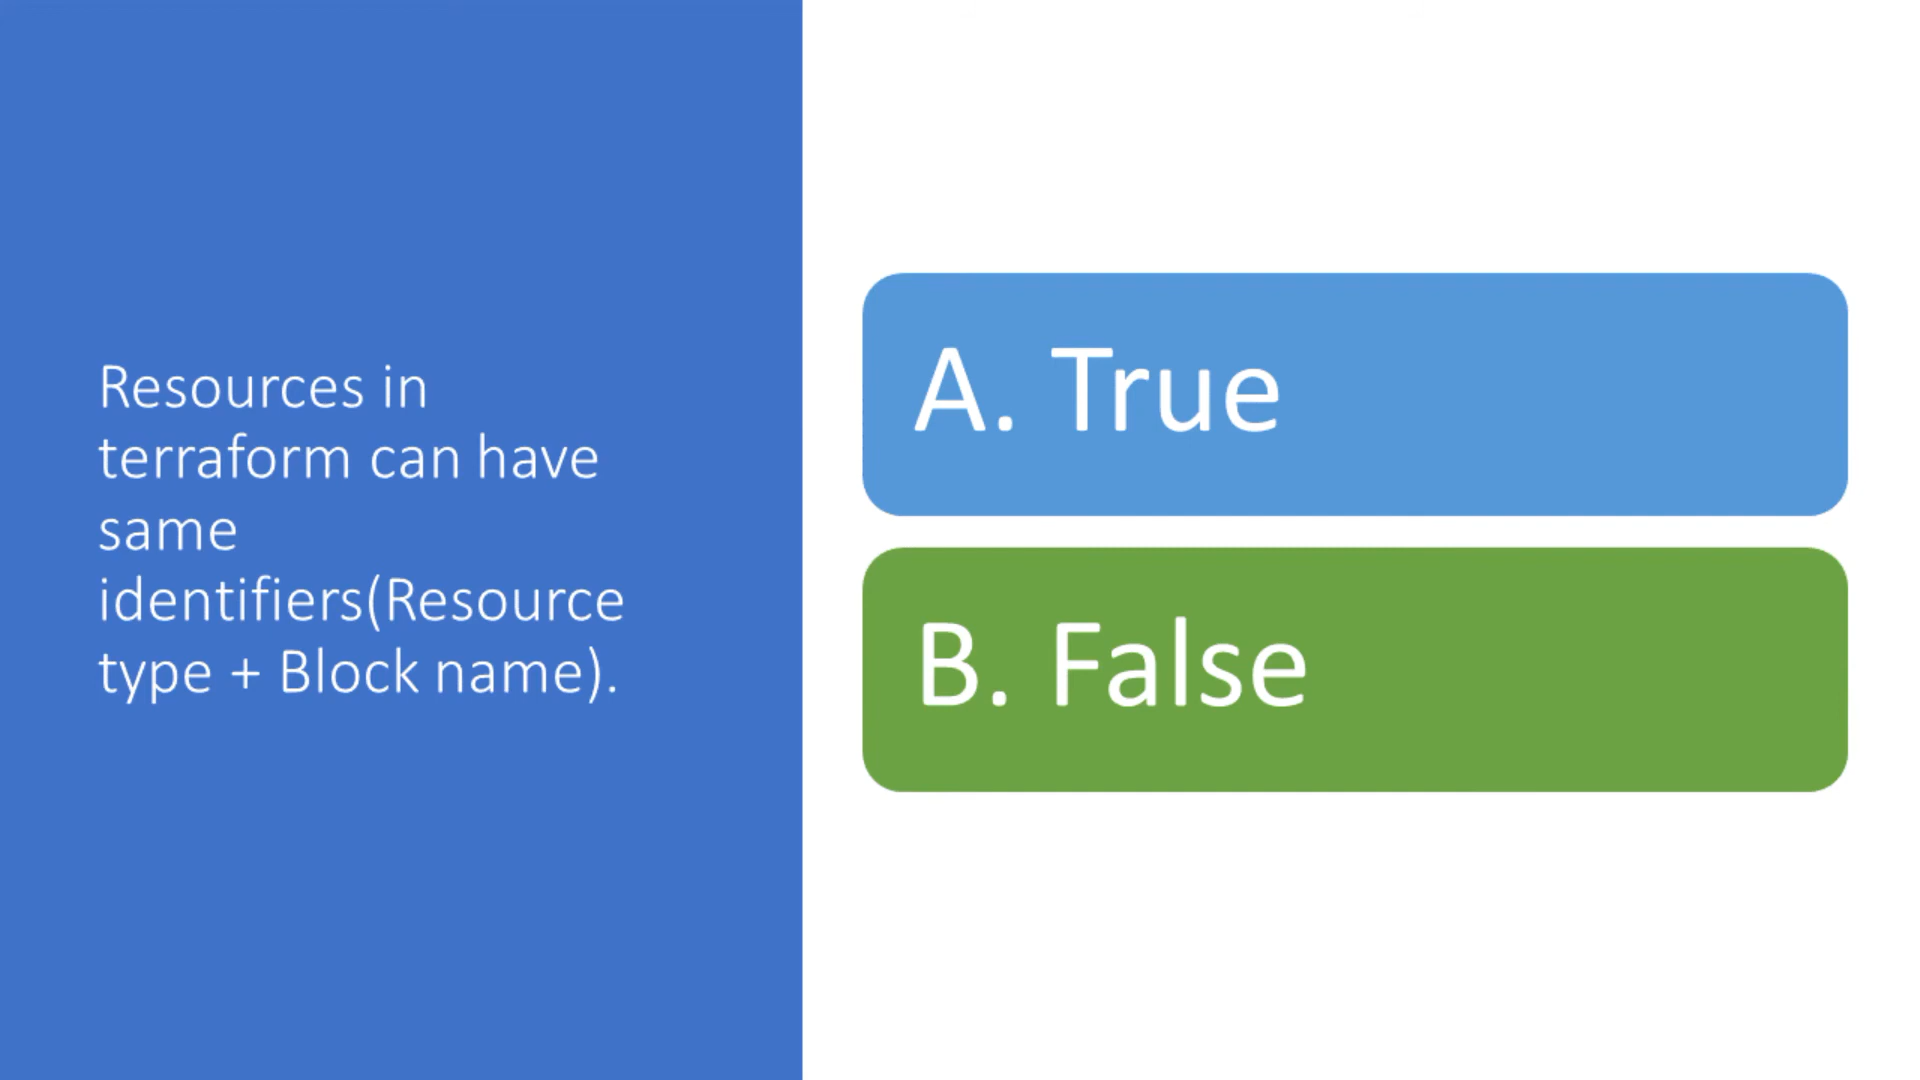 Resources in
terraform can have
same
identifiers(Resource
type + Block name).
A. True
B. False